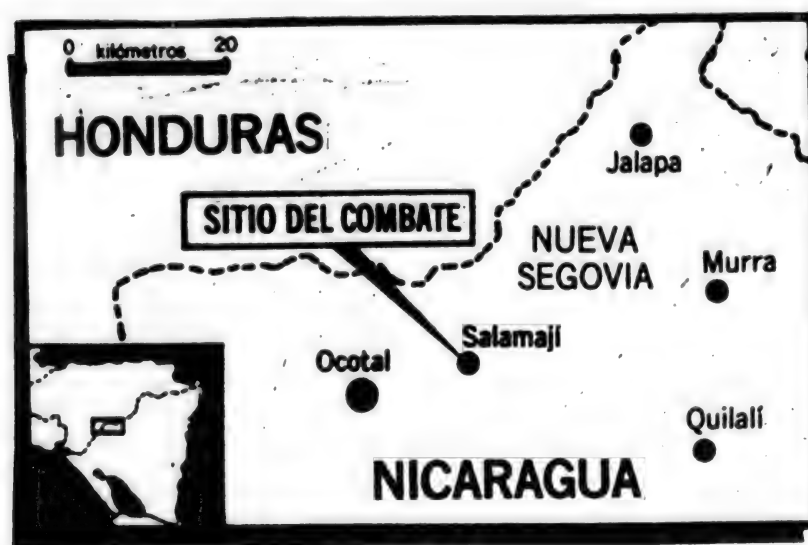 0 kilómetros 20
HONDURAS
Jalapa
SITIO DEL COMBATE
NUEVA
SEGOVIA
Murra
Salamají
Ocotal
Quilalí
NICARAGUA